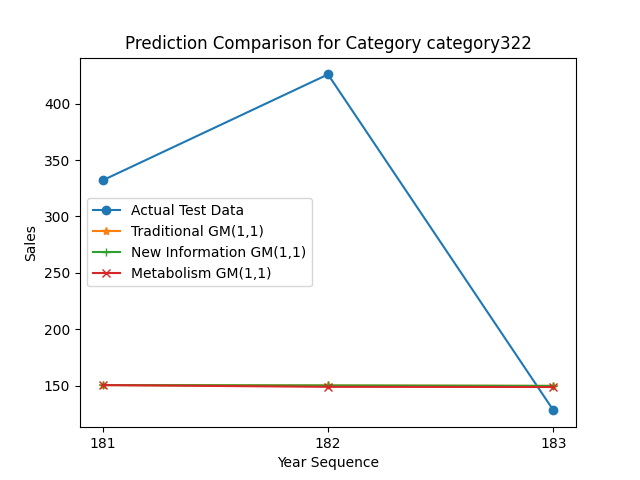 Prediction Comparison for Category category322
Sales
400
350
300
250
200
150
Actual Test Data
Traditional GM(1,1)
New Information GM(1,1)
Metabolism GM(1,1)
181
182
183
Year Sequence